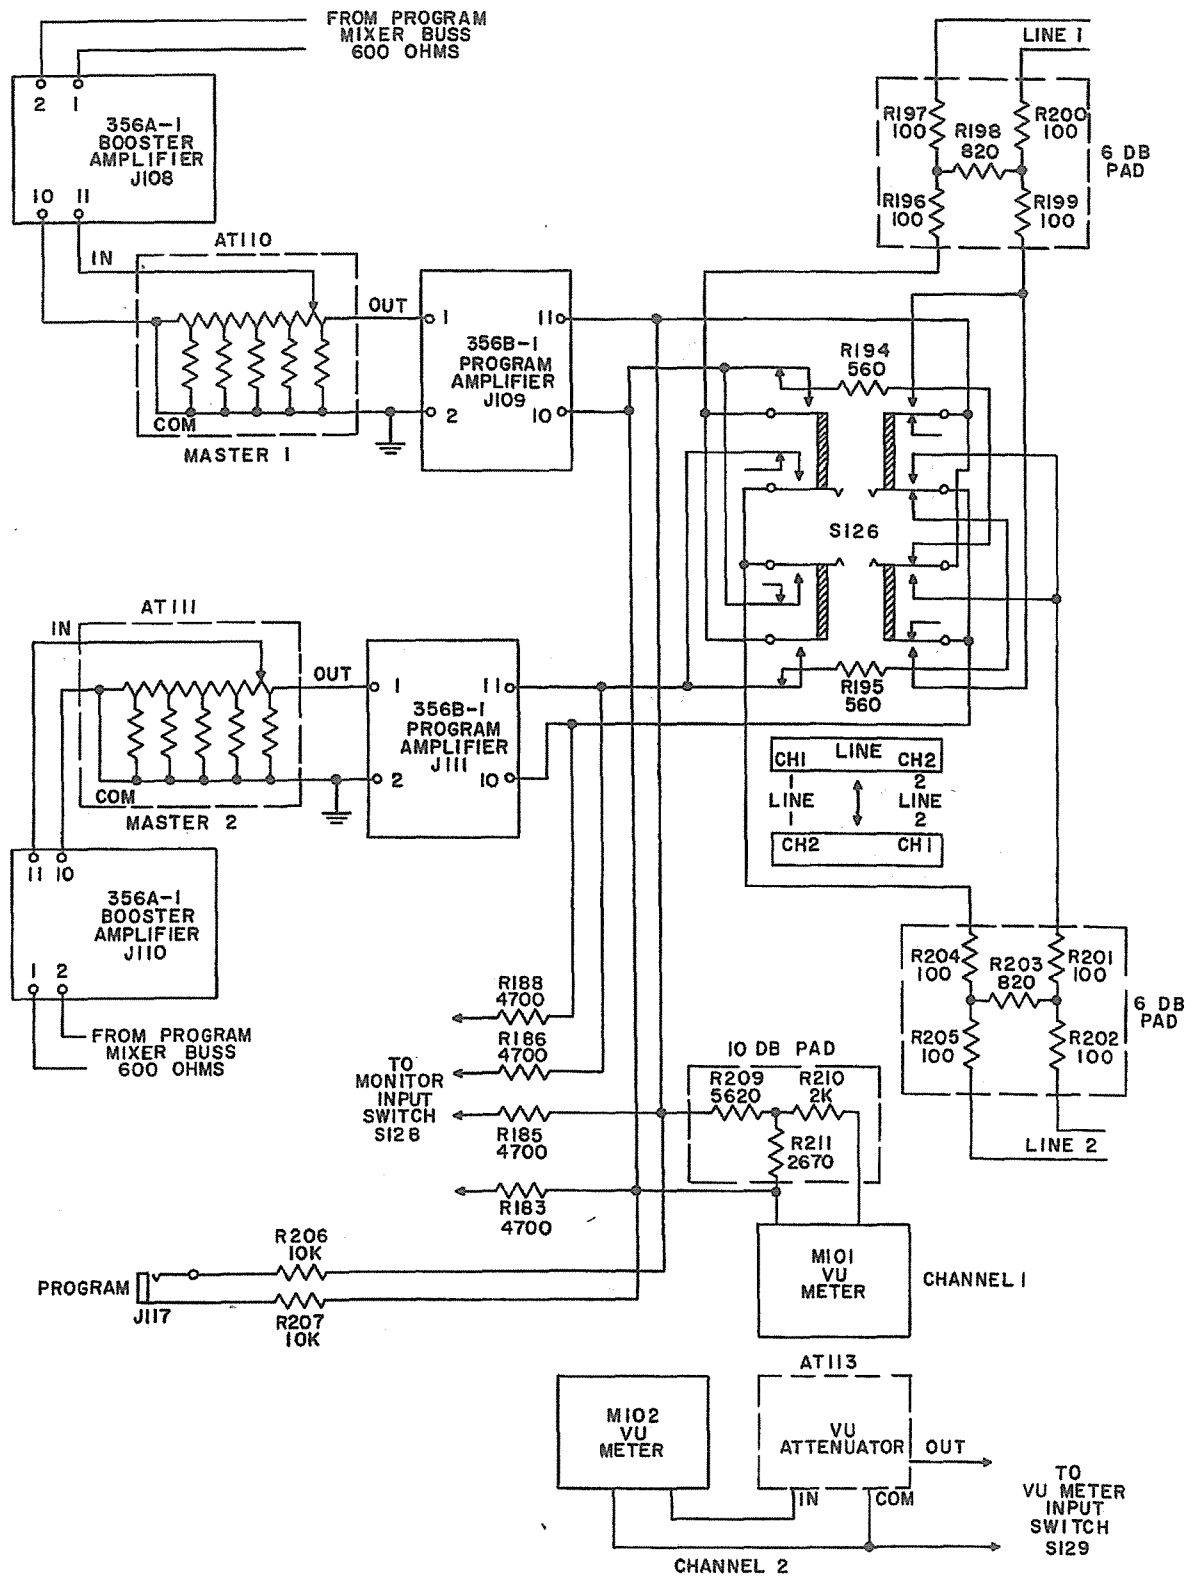 FROM PROGRAM
MIXER BUSS
600 OHMS
2 1
356A-1
BOOSTER
AMPLIFIER
J108
10 11
IN
AT110
OUT
COM
MASTER 1
1
2
356B-1
PROGRAM
AMPLIFIER
J109
11
10
LINE 1
R197
100
R198
820
R200
100
R196
100
R199
100
6 DB
PAD
R194
560
S126
R195
560
CH1 LINE CH2
1 2
LINE LINE
1 2
CH2 CH1
IN
AT111
OUT
COM
MASTER 2
1
2
356B-1
PROGRAM
AMPLIFIER
J111
11
10
11 10
356A-1
BOOSTER
AMPLIFIER
J110
1 2
FROM PROGRAM
MIXER BUSS
600 OHMS
R204
100
R203
820
R201
100
R205
100
R202
100
6 DB
PAD
LINE 2
R188
4700
R186
4700
TO
MONITOR
INPUT
SWITCH
S128
R185
4700
R183
4700
10 DB PAD
R209
5620
R210
2K
R211
2670
M101
VU
METER
CHANNEL 1
R206
10K
PROGRAM
J117
R207
10K
AT113
M102
VU
METER
VU
ATTENUATOR
OUT
IN
COM
TO
VU METER
INPUT
SWITCH
S129
CHANNEL 2